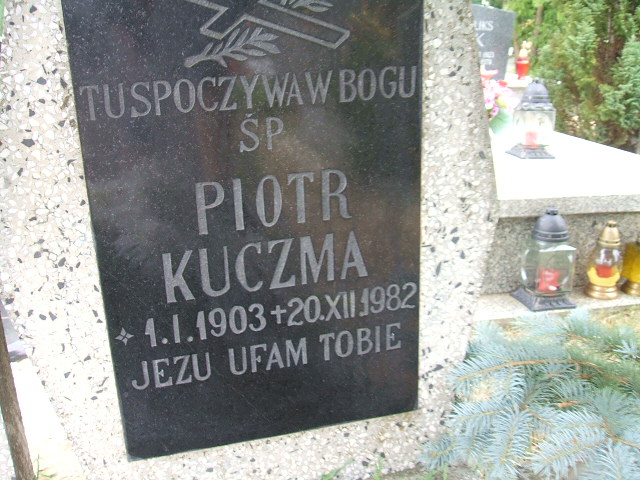 TU SPOCZYWA W BOGU
ŚP
PIOTR
KUCZMA
* 1.I.1903 + 20.XII.1982
JEZU UFAM TOBIE